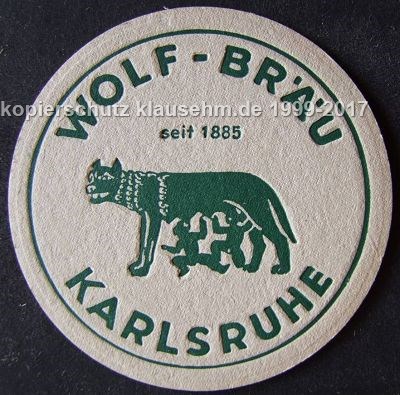 WOLF-BRÄU
kopierschutz klausehm.de 1999-2017
seit 1885
KARLSRUHE